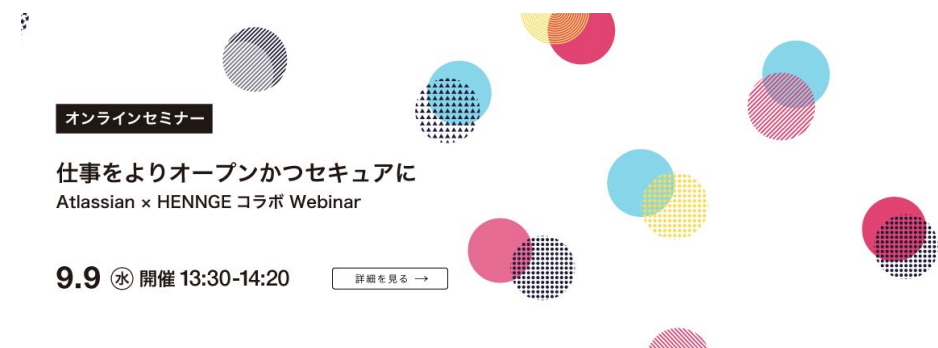 オンラインセミナー
仕事をよりオープンかつセキュアに
Atlassian × HENNGE コラボ Webinar
9.9 ㊌ 開催 13:30-14:20
詳細を見る →